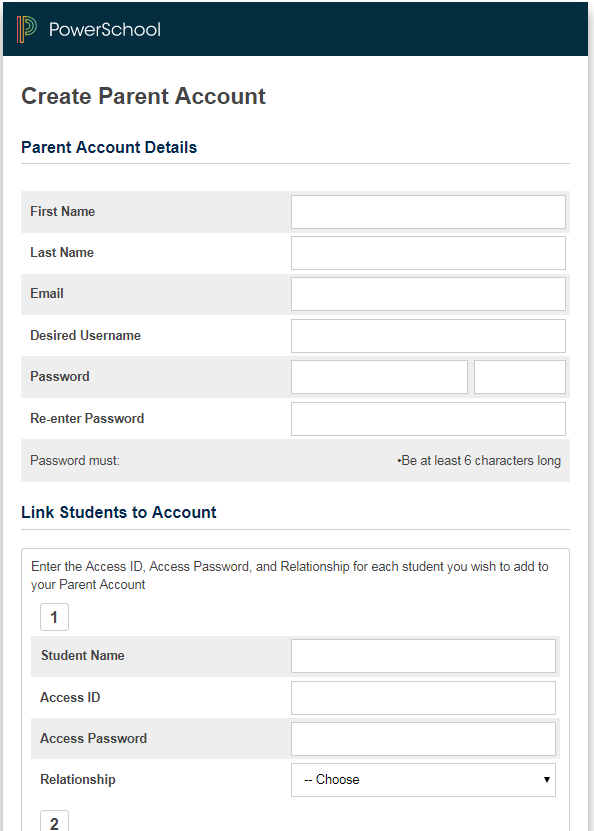 PowerSchool
Create Parent Account
Parent Account Details
First Name
Last Name
Email
Desired Username
Password
Re-enter Password
Password must: •Be at least 6 characters long
Link Students to Account
Enter the Access ID, Access Password, and Relationship for each student you wish to add to
your Parent Account
1
Student Name
Access ID
Access Password
Relationship -- Choose
2